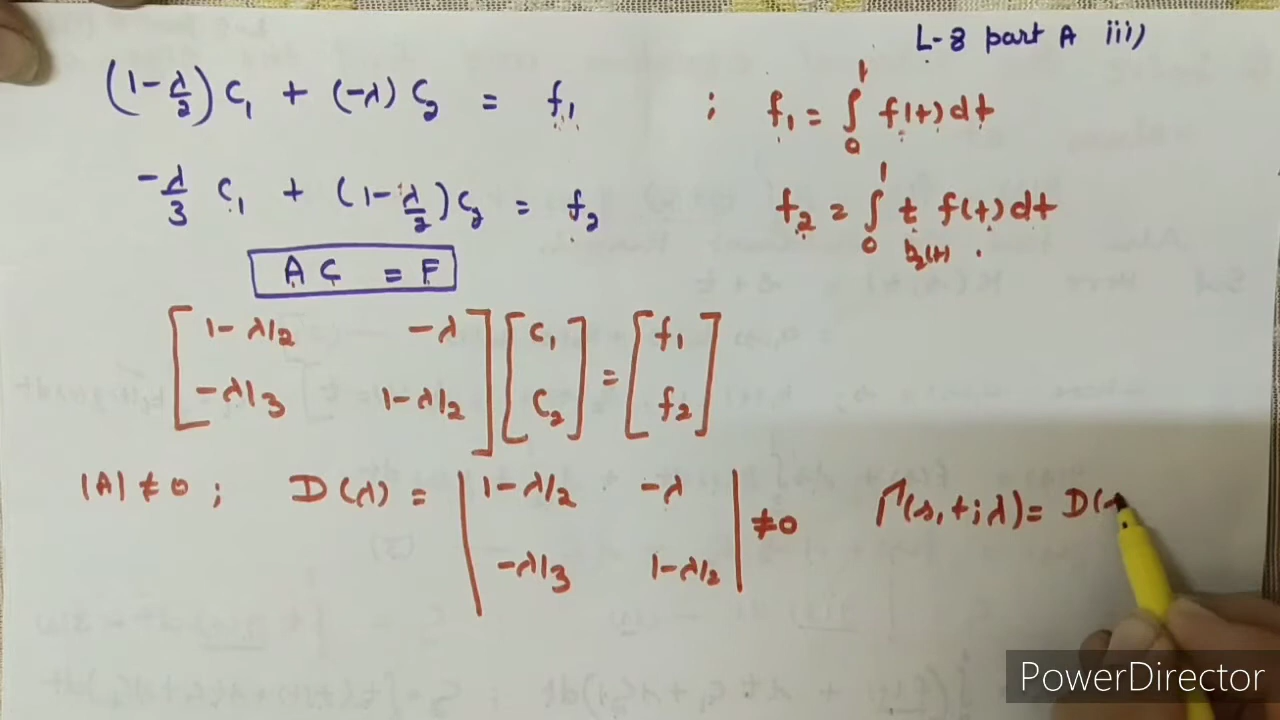 L-8 part A iii)
(1-λ/2) C₁ + (-λ) C₂ = f₁ ; f₁ = ∫₀¹ f(t) dt
-λ/3 C₁ + (1-λ/2) C₂ = f₂ f₂ = ∫₀¹ t f(t) dt
b₂(t)
A C = F
[1-λ/2 -λ] [C₁] = [f₁]
[-λ/3 1-λ/2] [C₂] [f₂]
|A| ≠ 0 ; D(λ) = |1-λ/2 -λ| ≠ 0 Γ(s,t;λ) = D(s
|-λ/3 1-λ/2|
PowerDirector